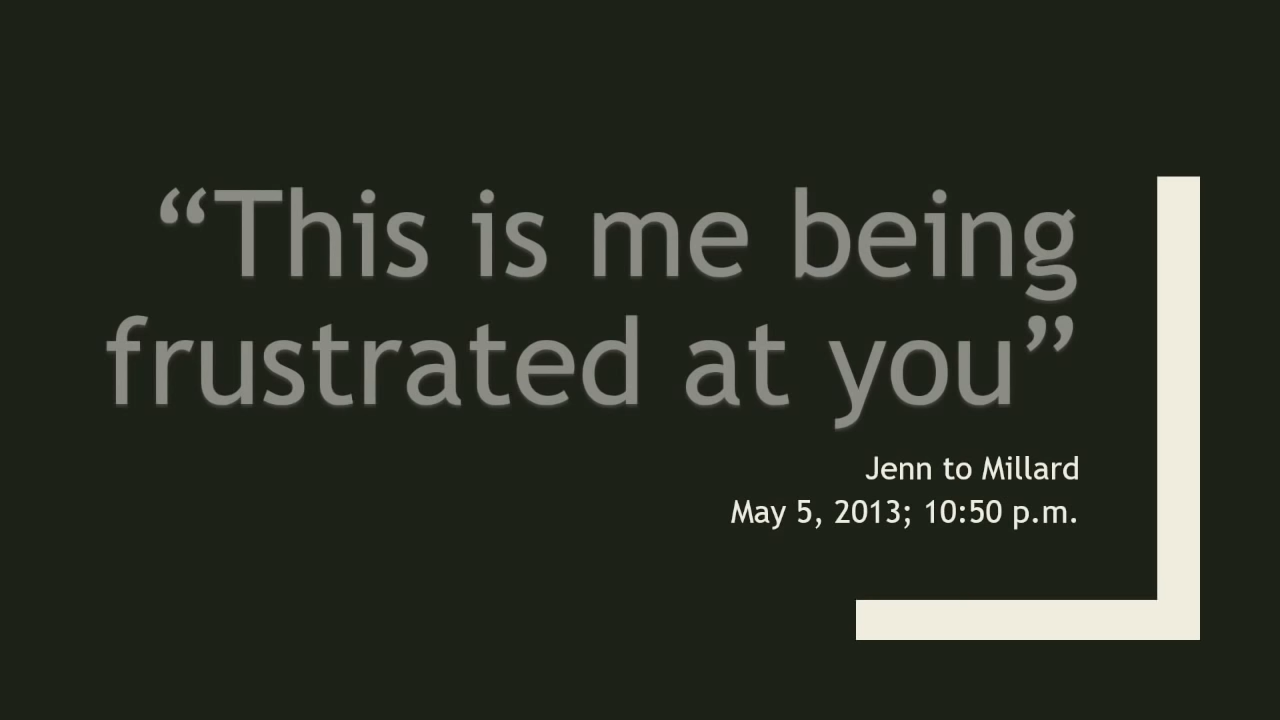 “This is me being
frustrated at you”
Jenn to Millard
May 5, 2013; 10:50 p.m.